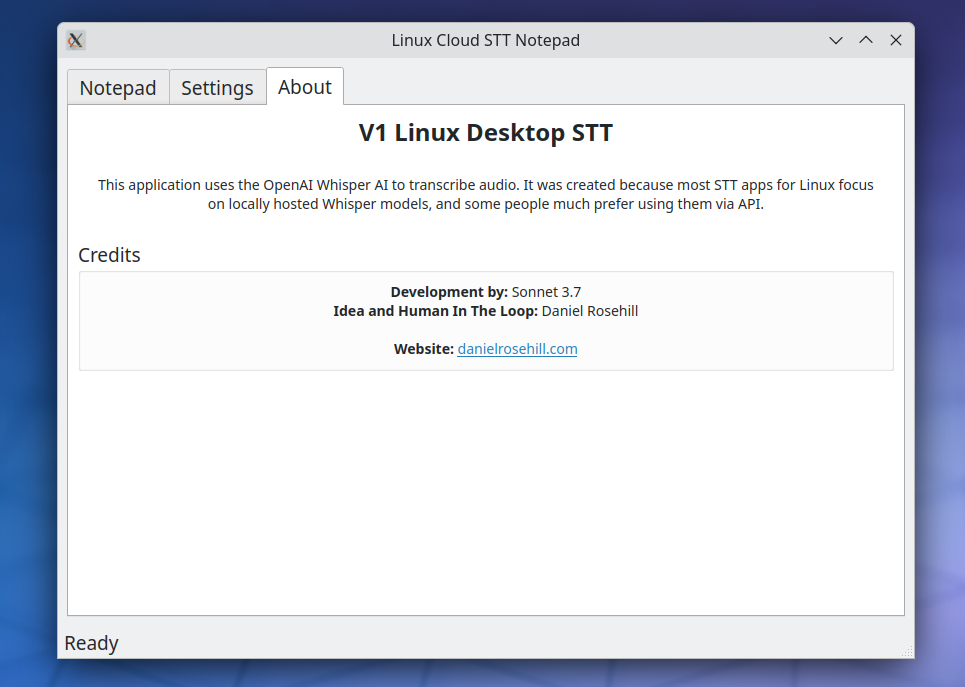 Linux Cloud STT Notepad
Notepad
Settings
About
V1 Linux Desktop STT
This application uses the OpenAI Whisper AI to transcribe audio. It was created because most STT apps for Linux focus
on locally hosted Whisper models, and some people much prefer using them via API.
Credits
Development by: Sonnet 3.7
Idea and Human In The Loop: Daniel Rosehill
Website: danielrosehill.com
Ready